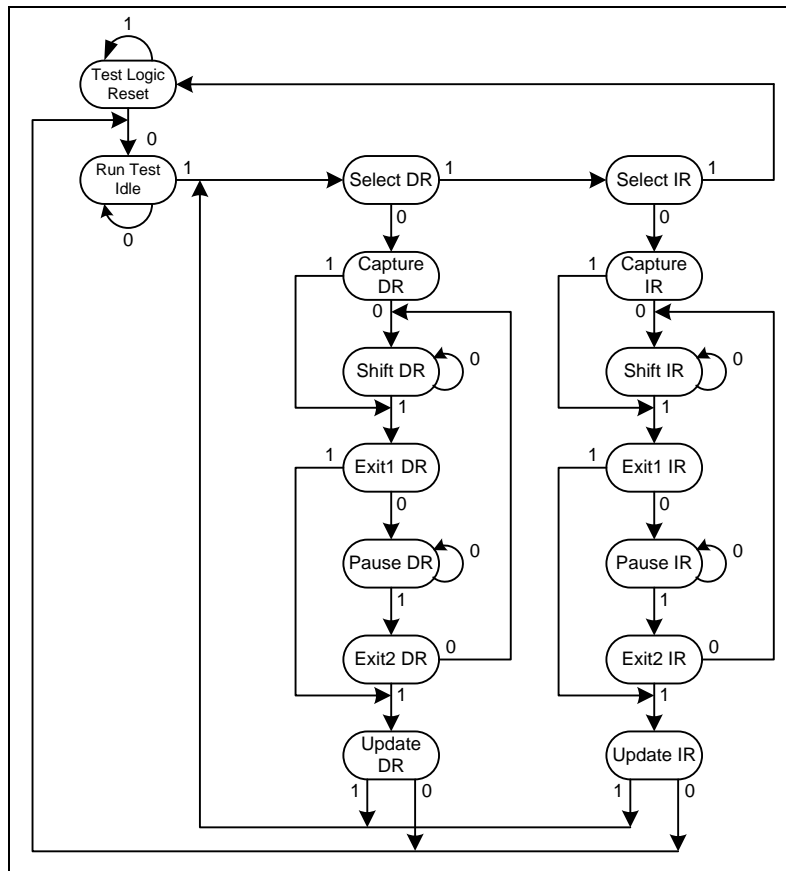 1
Test Logic
Reset
0
Run Test
Idle
1
0
Select DR
1
Select IR
1
0
0
Capture
DR
1
0
Capture
IR
1
0
Shift DR
0
1
Shift IR
0
1
Exit1 DR
1
0
Exit1 IR
1
0
Pause DR
0
1
Pause IR
0
1
Exit2 DR
0
1
Exit2 IR
0
1
Update
DR
1
0
Update IR
1
0